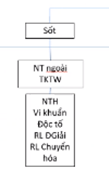 Sốt
NT ngoài
TKTW
NTH
Vi khuẩn
Độc tố
RL ĐGiải
RL Chuyển
hóa